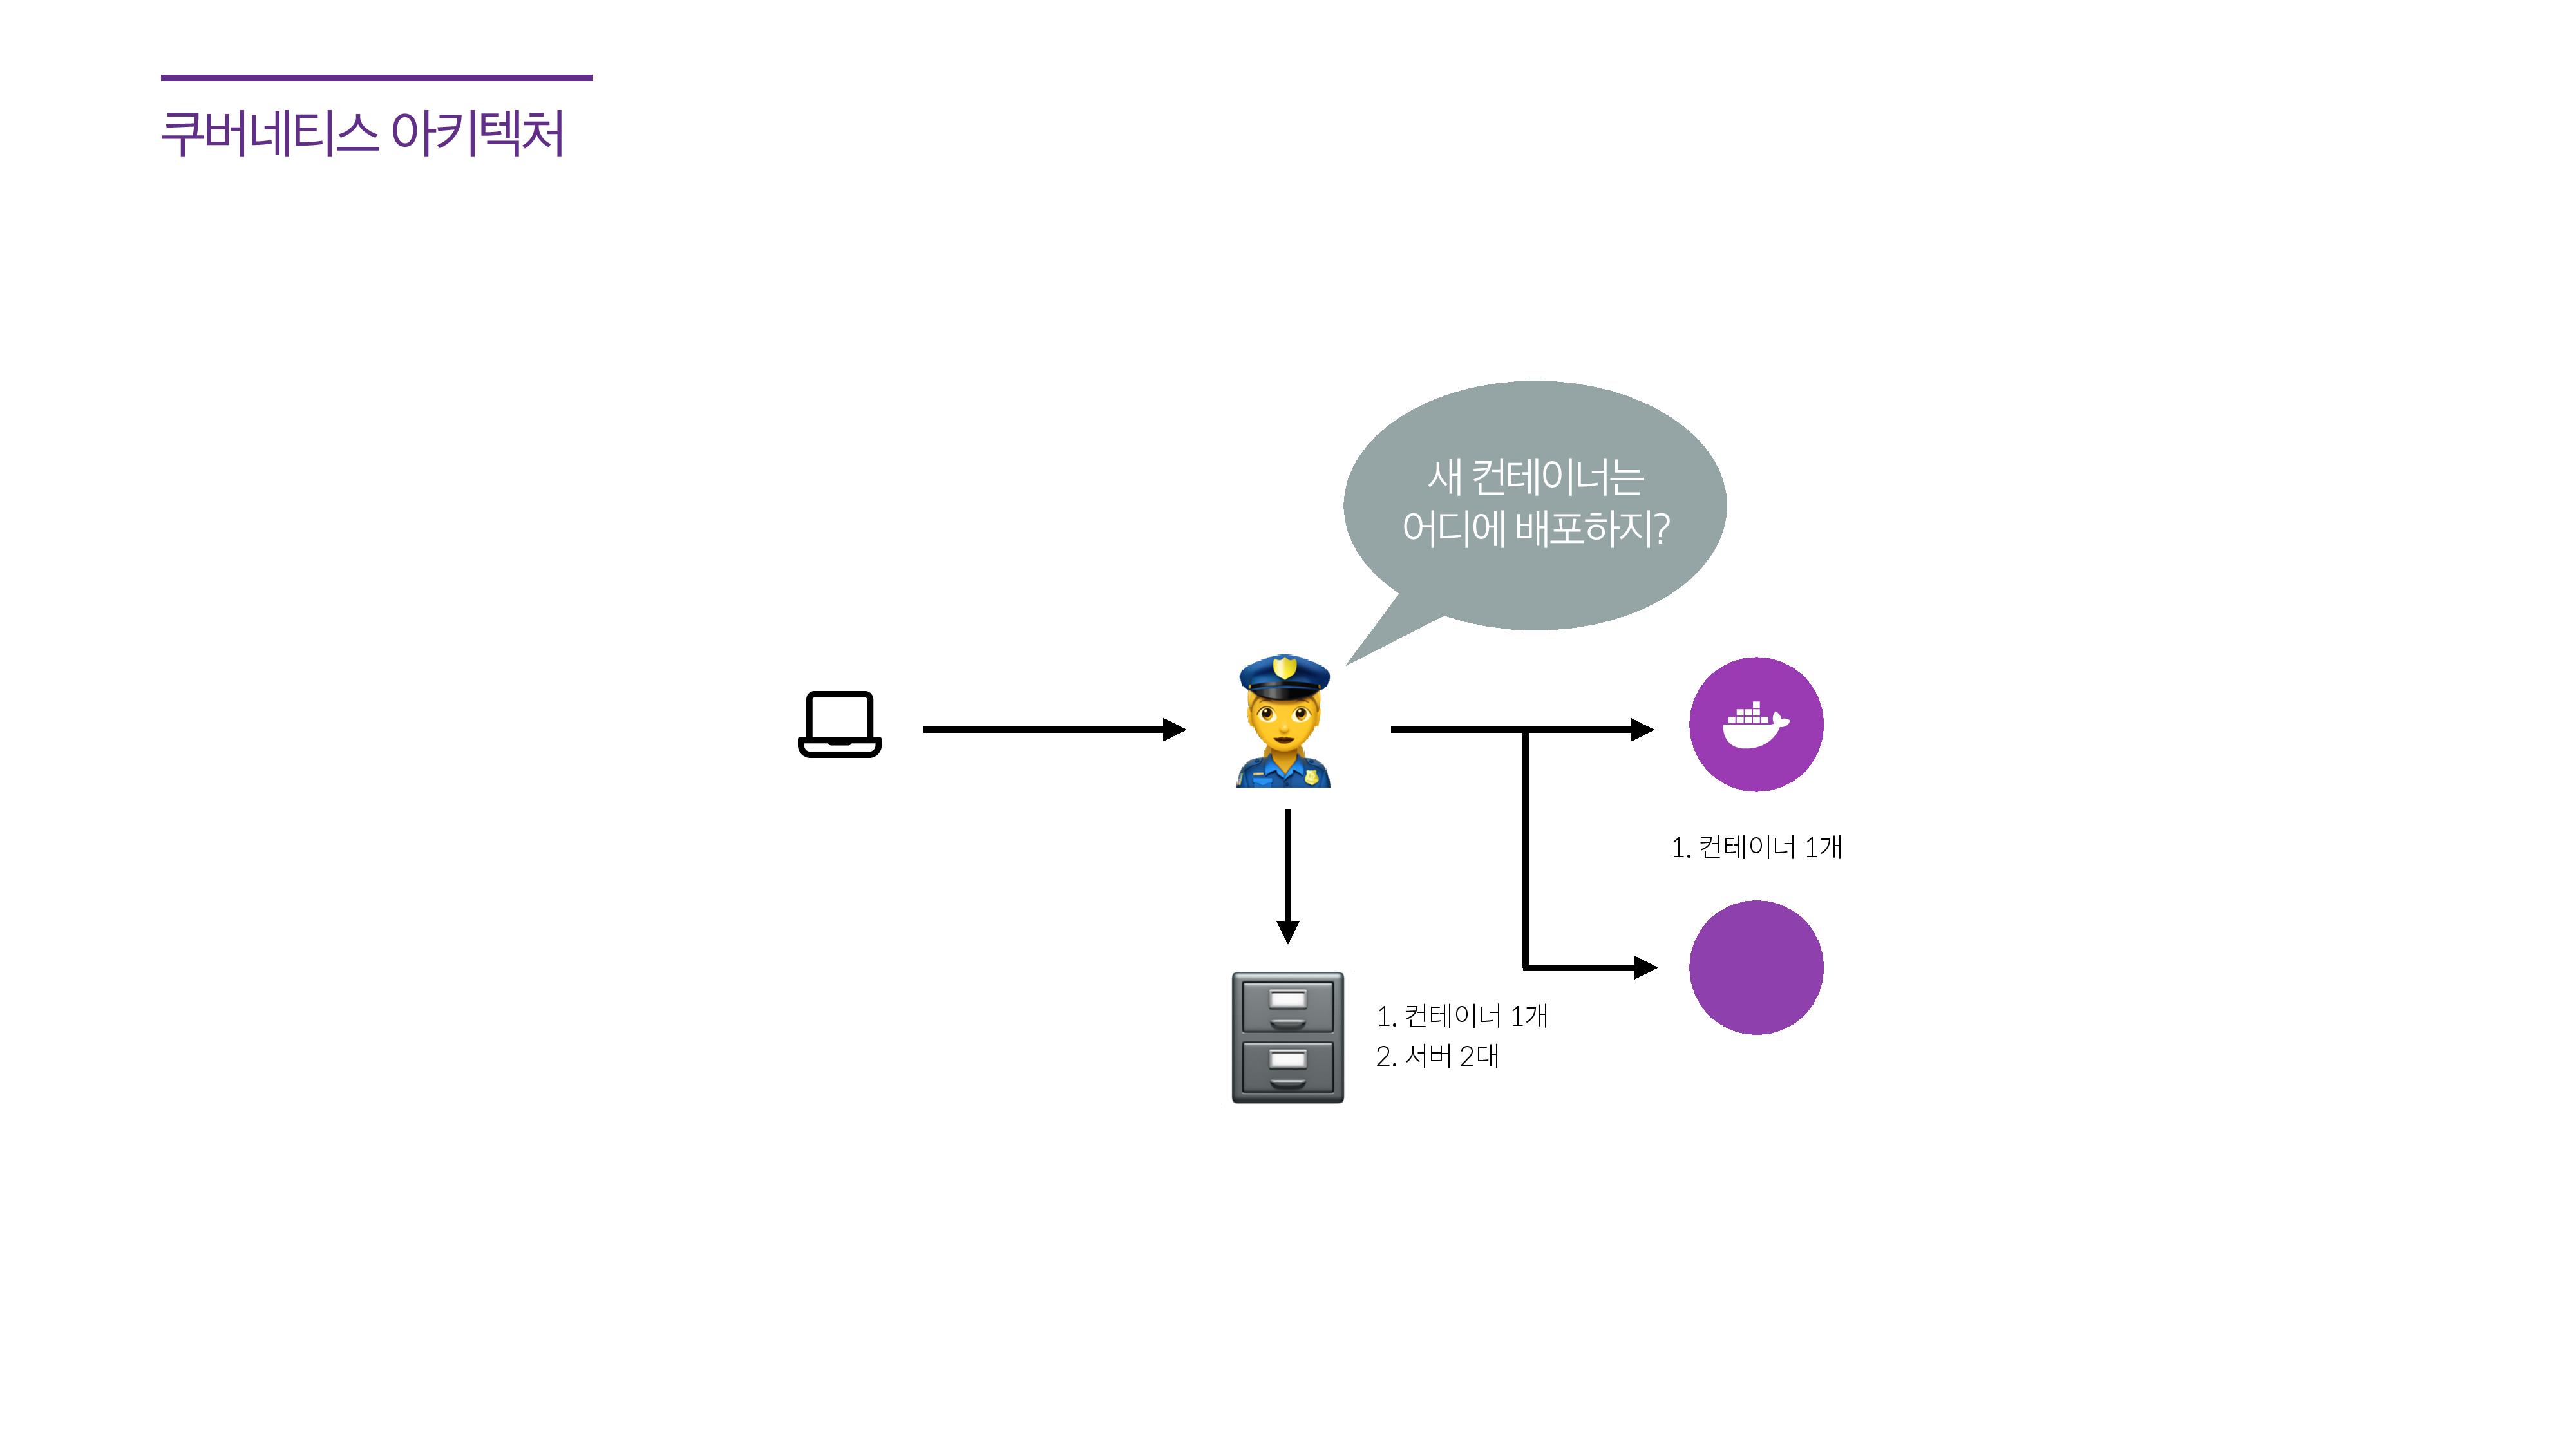 쿠버네티스 아키텍처
새 컨테이너는
어디에 배포하지?
1. 컨테이너 1개
1. 컨테이너 1개
2. 서버 2대